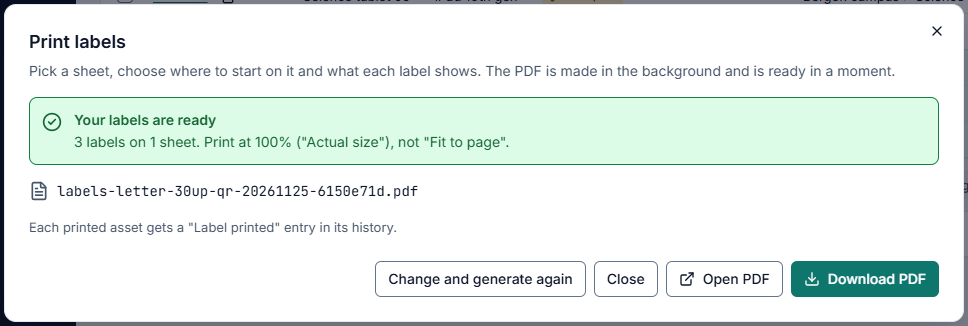 Print labels
Pick a sheet, choose where to start on it and what each label shows. The PDF is made in the background and is ready in a moment.
Your labels are ready
3 labels on 1 sheet. Print at 100% ("Actual size"), not "Fit to page".
labels-letter-30up-qr-20261125-6150e71d.pdf
Each printed asset gets a "Label printed" entry in its history.
Change and generate again
Close
Open PDF
Download PDF